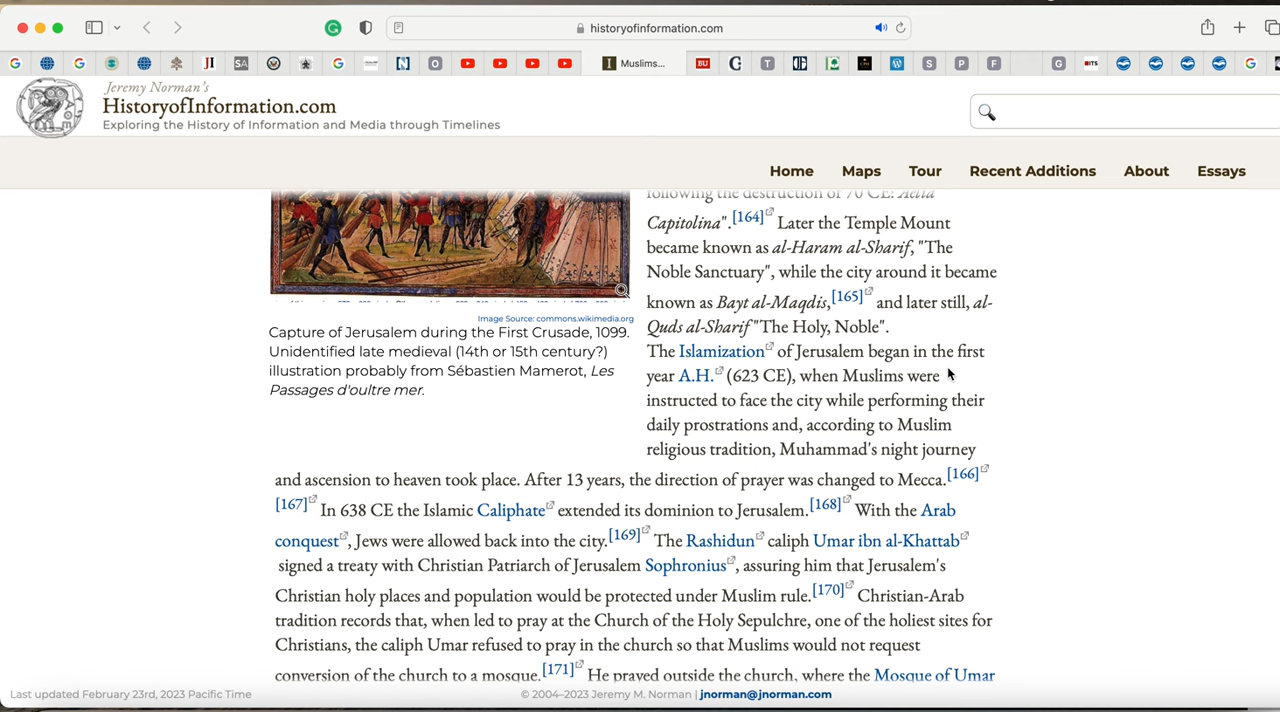 historyofinformation.com
Muslims...
Jeremy Norman's
HistoryofInformation.com
Exploring the History of Information and Media through Timelines
Home Maps Tour Recent Additions About Essays
following the destruction of 70 CE: Aelia
Capitolina".[164] Later the Temple Mount
became known as al-Haram al-Sharif, "The
Noble Sanctuary", while the city around it became
known as Bayt al-Maqdis,[165] and later still, al-
Quds al-Sharif "The Holy, Noble".
The Islamization of Jerusalem began in the first
year A.H. (623 CE), when Muslims were
instructed to face the city while performing their
daily prostrations and, according to Muslim
religious tradition, Muhammad's night journey
Image Source: commons.wikimedia.org
Capture of Jerusalem during the First Crusade, 1099.
Unidentified late medieval (14th or 15th century?)
illustration probably from Sébastien Mamerot, Les
Passages d'oultre mer.
and ascension to heaven took place. After 13 years, the direction of prayer was changed to Mecca.[166]
[167] In 638 CE the Islamic Caliphate extended its dominion to Jerusalem.[168] With the Arab
conquest, Jews were allowed back into the city.[169] The Rashidun caliph Umar ibn al-Khattab
signed a treaty with Christian Patriarch of Jerusalem Sophronius, assuring him that Jerusalem's
Christian holy places and population would be protected under Muslim rule.[170] Christian-Arab
tradition records that, when led to pray at the Church of the Holy Sepulchre, one of the holiest sites for
Christians, the caliph Umar refused to pray in the church so that Muslims would not request
conversion of the church to a mosque.[171] He prayed outside the church, where the Mosque of Umar
Last updated February 23rd, 2023 Pacific Time
© 2004–2023 Jeremy M. Norman | jnorman@jnorman.com